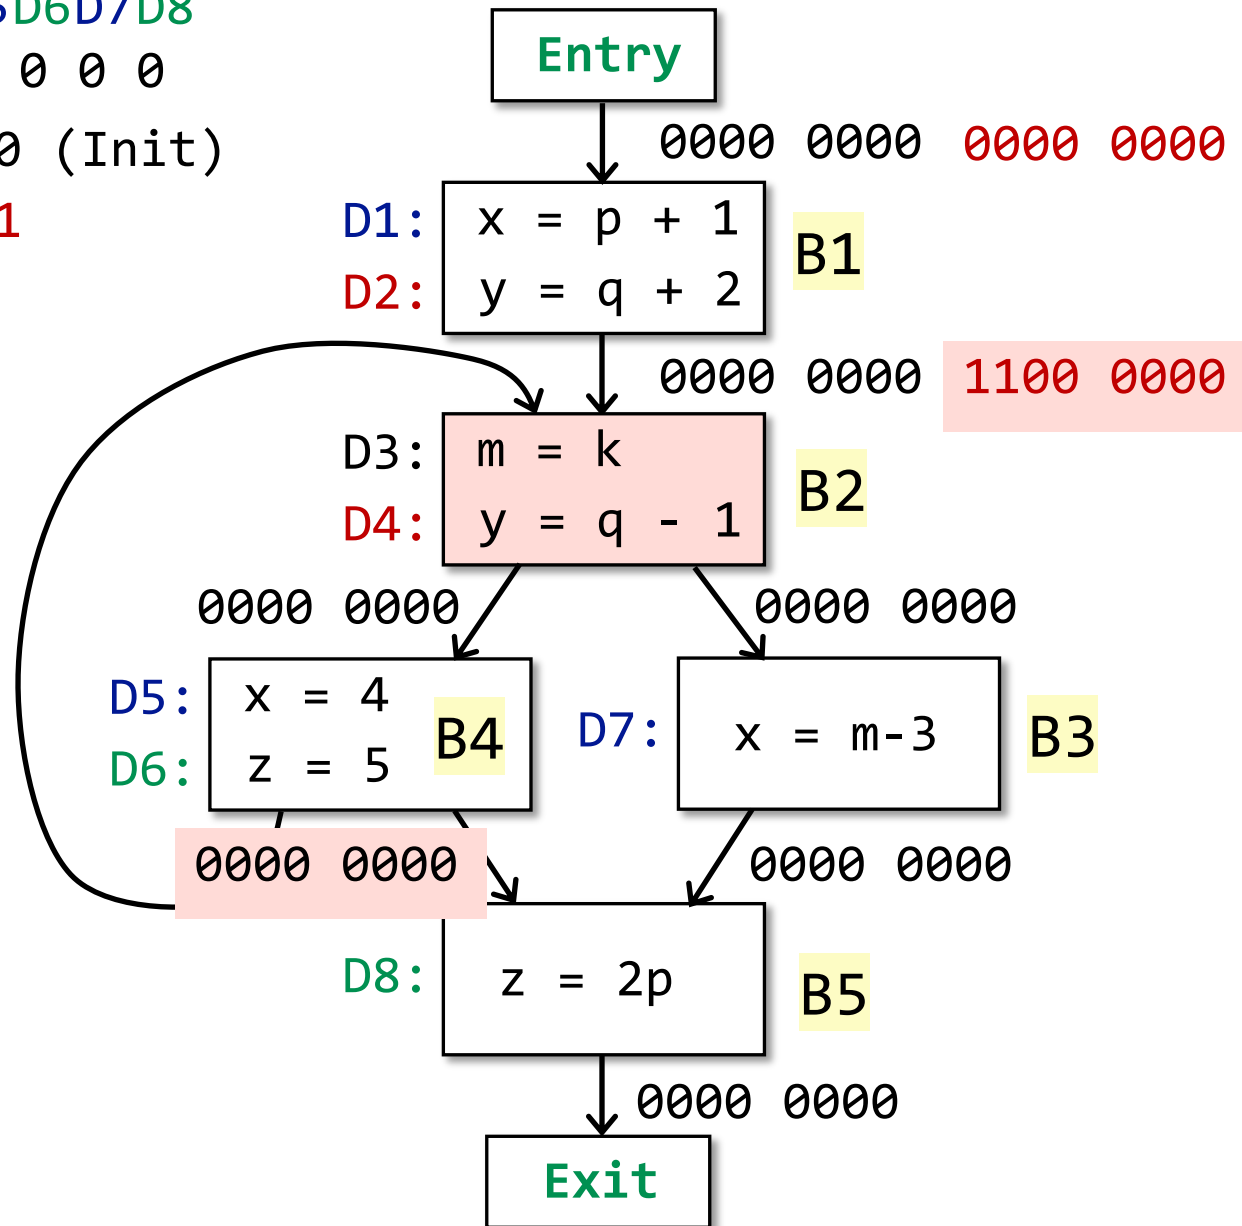 D6D7D8
0 0 0
0 (Init)
1
Entry
0000 0000 0000 0000
D1: x = p + 1
D2: y = q + 2
B1
0000 0000 1100 0000
D3: m = k
D4: y = q - 1
B2
0000 0000 0000 0000
D5: x = 4
D6: z = 5
B4
D7: x = m-3
B3
0000 0000 0000 0000
D8: z = 2p
B5
0000 0000
Exit